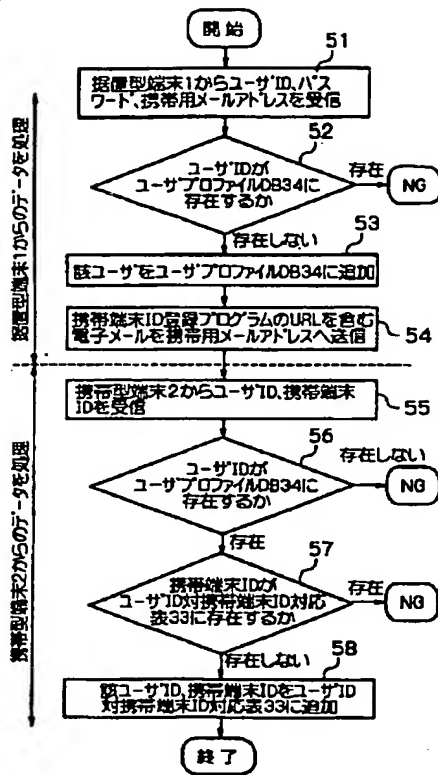 開始
51
据置型端末1からユーザID、パス
ワード、携帯用メールアドレスを受信
52
ユーザIDが
ユーザプロファイルDB34に
存在するか
存在
NG
存在しない
53
該ユーザをユーザプロファイルDB34に追加
携帯端末ID登録プログラムのURLを含む
電子メールを携帯用メールアドレスへ送信
54
据置型端末1からのデータを処理
携帯型端末2からユーザID、携帯端末
IDを受信
55
56
ユーザIDが
ユーザプロファイルDB34に
存在するか
存在しない
NG
存在
57
携帯端末IDが
ユーザID対携帯端末ID対応
表33に存在するか
存在
NG
存在しない
58
該ユーザID、携帯端末IDをユーザID
対携帯端末ID対応表33に追加
携帯型端末2からのデータを処理
終了